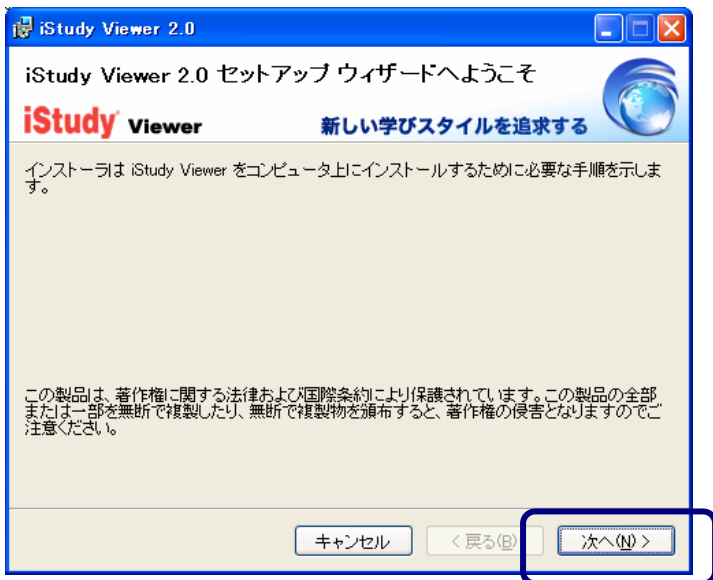 iStudy Viewer 2.0
iStudy Viewer 2.0 セットアップ ウィザードへようこそ
iStudy Viewer 新しい学びスタイルを追求する
インストーラは iStudy Viewer をコンピュータ上にインストールするために必要な手順を示しま
す。
この製品は、著作権に関する法律および国際条約により保護されています。この製品の全部
または一部を無断で複製したり、無断で複製物を頒布すると、著作権の侵害となりますのでご
注意ください。
キャンセル < 戻る(B) 次へ(N) >